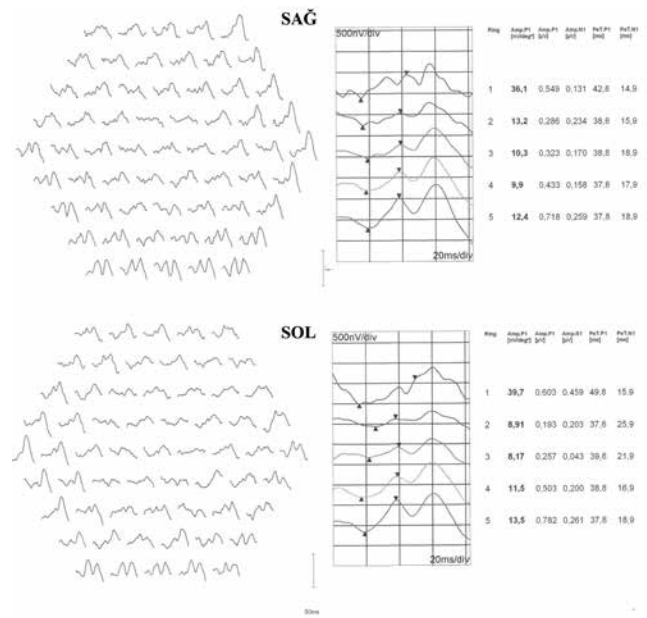 SAĞ
500nV/div
20ms/div
Ring Amp.P1 [nV/deg²] Amp.P1 [µV] Amp.N1 [µV] PeT.P1 [ms] PeT.N1 [ms]
1 36,1 0,549 0,131 42,8 14,9
2 13,2 0,286 0,234 38,8 15,9
3 10,3 0,323 0,170 38,8 18,9
4 9,9 0,433 0,158 37,8 17,9
5 12,4 0,718 0,259 37,8 18,9
SOL
500nV/div
20ms/div
Ring Amp.P1 [nV/deg²] Amp.P1 [µV] Amp.N1 [µV] PeT.P1 [ms] PeT.N1 [ms]
1 39,7 0,603 0,459 49,8 15,9
2 8,91 0,193 0,203 37,8 25,9
3 8,17 0,257 0,043 39,8 21,9
4 11,5 0,503 0,200 38,8 16,9
5 13,5 0,782 0,261 37,8 18,9